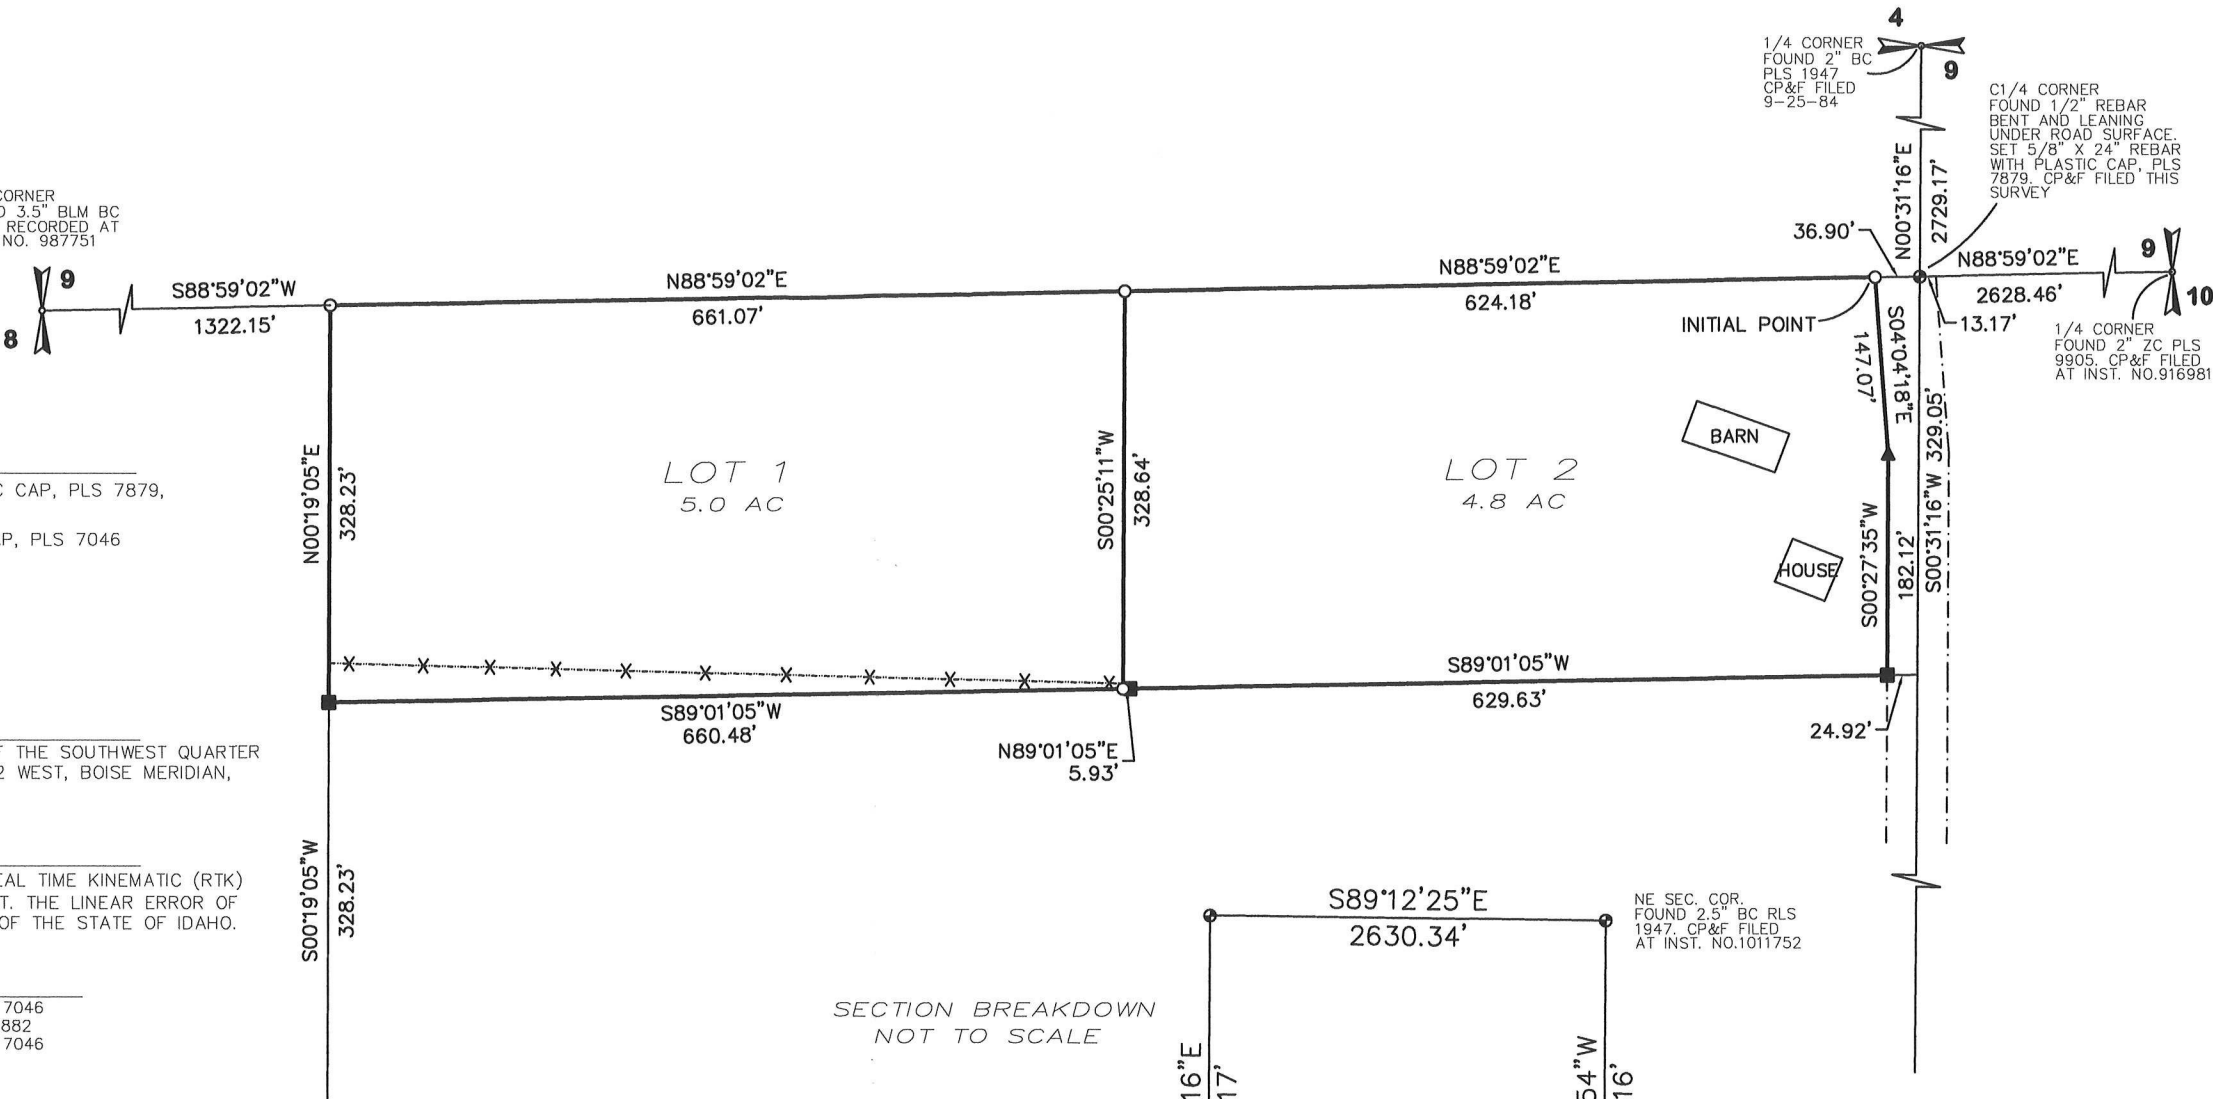 4
1/4 CORNER
FOUND 2" BC
PLS 1947
CP&F FILED
9-25-84
9
C1/4 CORNER
FOUND 1/2" REBAR
BENT AND LEANING
UNDER ROAD SURFACE.
SET 5/8" X 24" REBAR
WITH PLASTIC CAP, PLS
7879. CP&F FILED THIS
SURVEY
N00°13'16"E
2729.17'
CORNER
3.5" BLM BC
RECORDED AT
NO. 987751
9
8
S88°59'02"W
1322.15'
N88°59'02"E
661.07'
N88°59'02"E
624.18'
36.90'
INITIAL POINT
N88°59'02"E
2628.46'
13.17'
9
10
1/4 CORNER
FOUND 2" ZC PLS
9905. CP&F FILED
AT INST. NO.916981
S04°04'18"E
147.07'
N00°19'05"E
328.23'
LOT 1
5.0 AC
S00°25'11"W
328.64'
LOT 2
4.8 AC
BARN
HOUSE
S00°27'35"W
182.12'
S00°31'16"W 329.05'
C CAP, PLS 7879,
AP, PLS 7046
S89°01'05"W
660.48'
N89°01'05"E
5.93'
S89°01'05"W
629.63'
24.92'
THE SOUTHWEST QUARTER
2 WEST, BOISE MERIDIAN,
S00°19'05"W
328.23'
EAL TIME KINEMATIC (RTK)
T. THE LINEAR ERROR OF
OF THE STATE OF IDAHO.
7046
882
7046
SECTION BREAKDOWN
NOT TO SCALE
S89°12'25"E
2630.34'
NE SEC. COR.
FOUND 2.5" BC RLS
1947. CP&F FILED
AT INST. NO.1011752
16"E
17'
54"W
16'